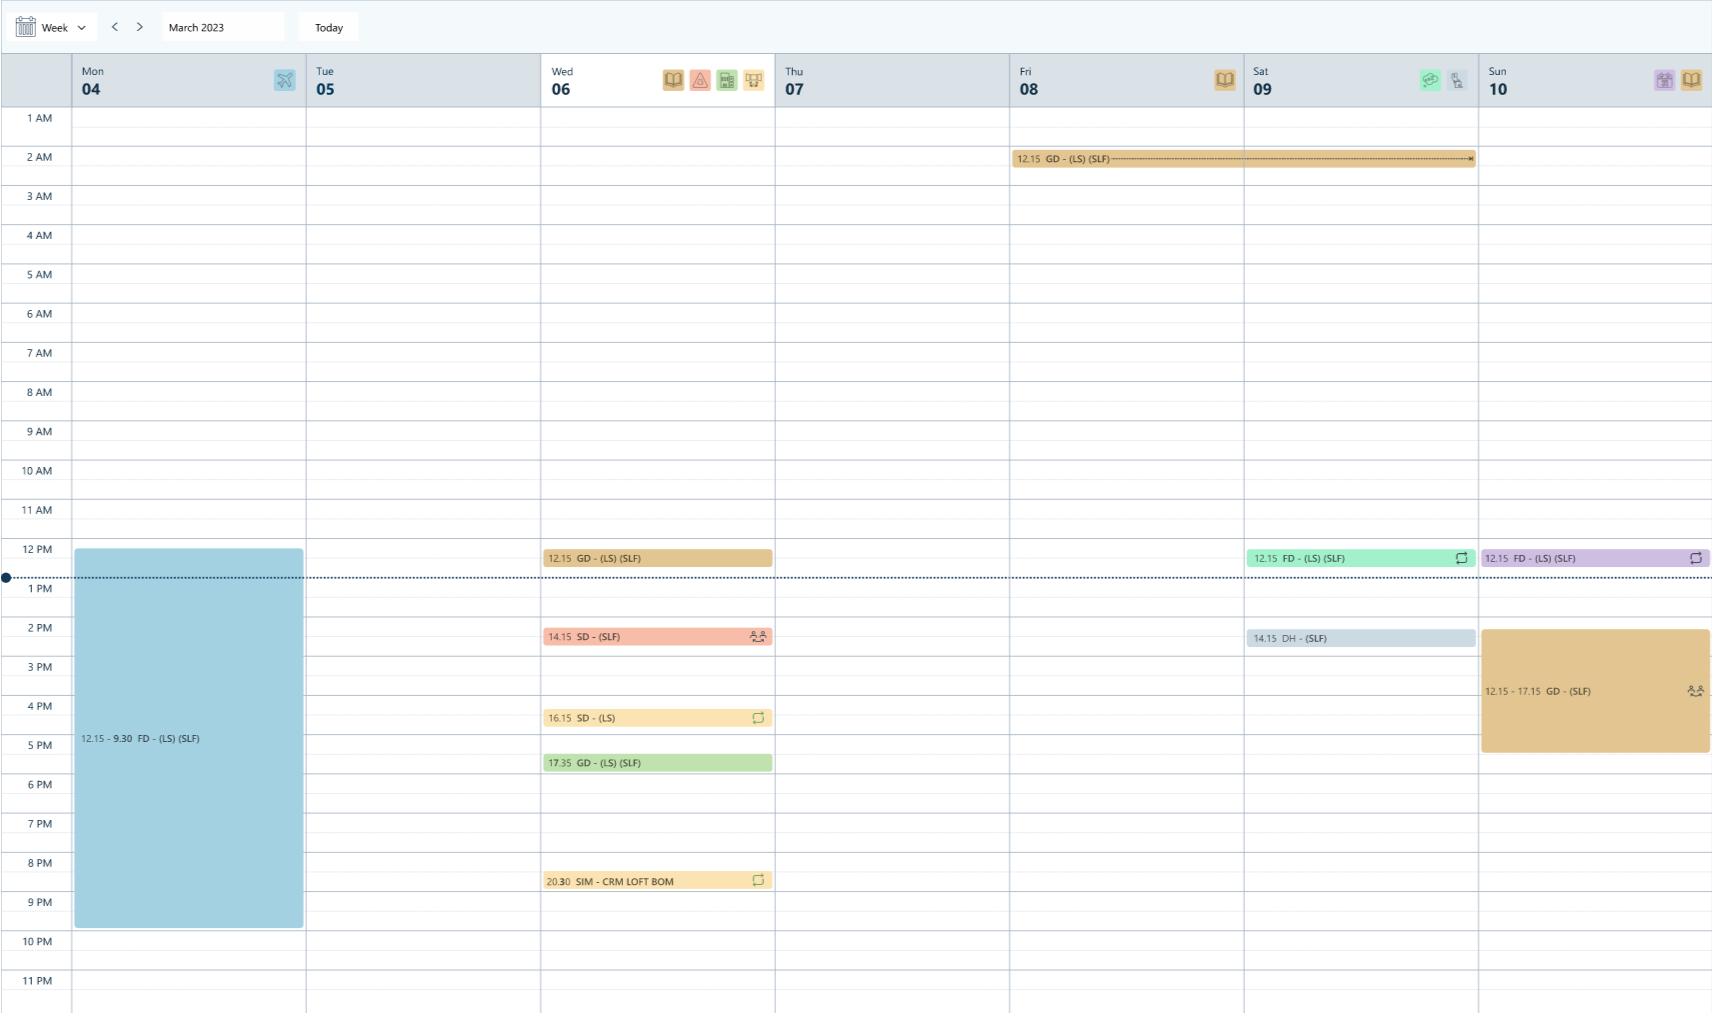 Week
March 2023
Today
Mon
04
Tue
05
Wed
06
Thu
07
Fri
08
Sat
09
Sun
10
1 AM
2 AM
12.15 GD - (LS) (SLF)
3 AM
4 AM
5 AM
6 AM
7 AM
8 AM
9 AM
10 AM
11 AM
12 PM
12.15 GD - (LS) (SLF)
12.15 FD - (LS) (SLF)
12.15 FD - (LS) (SLF)
1 PM
2 PM
14.15 SD - (SLF)
14.15 DH - (SLF)
3 PM
12.15 - 17.15 GD - (SLF)
4 PM
16.15 SD - (LS)
12.15 - 9.30 FD - (LS) (SLF)
5 PM
17.35 GD - (LS) (SLF)
6 PM
7 PM
8 PM
20.30 SIM - CRM LOFT BOM
9 PM
10 PM
11 PM